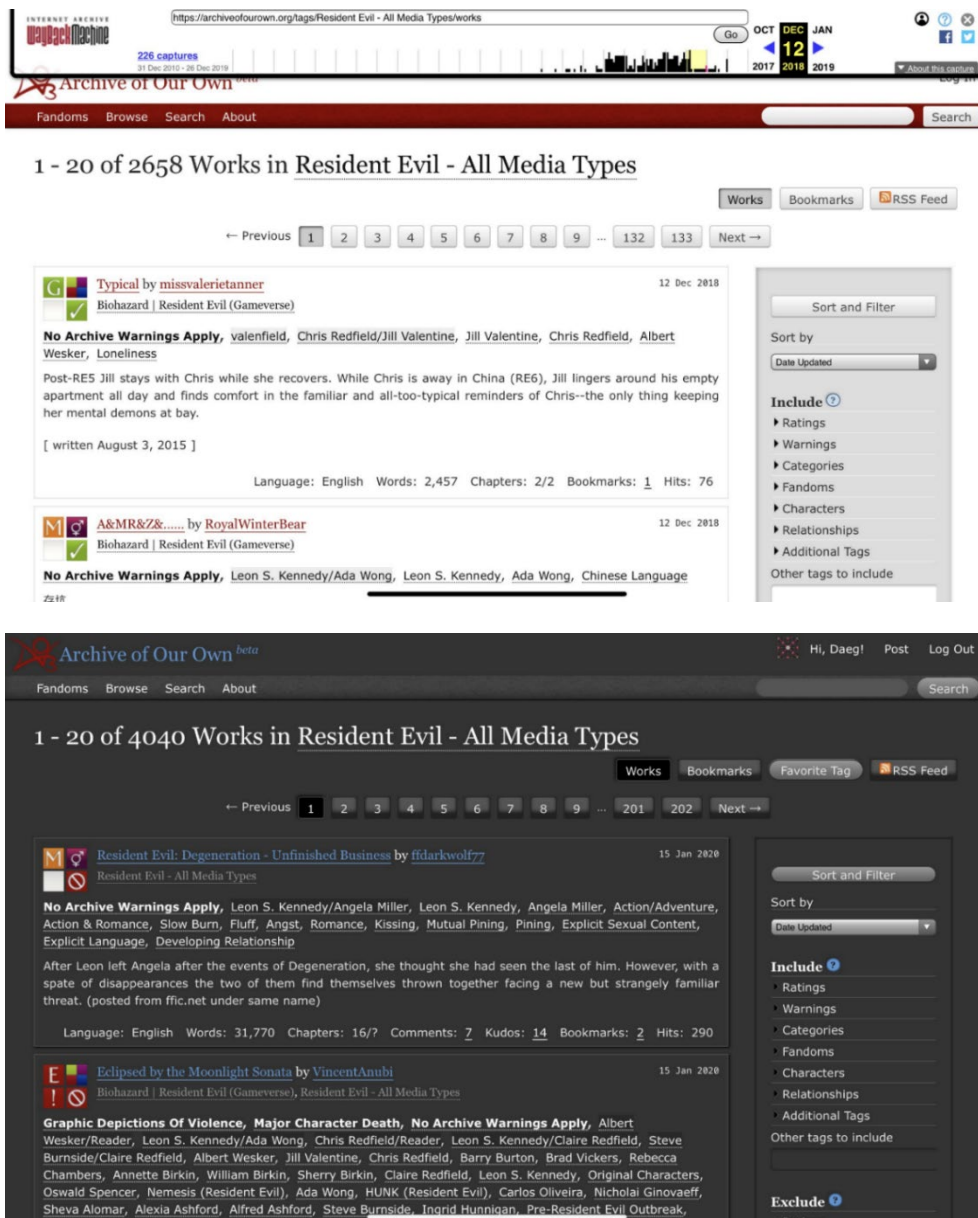 INTERNET ARCHIVE
WayBackMachine
https://archiveofourown.org/tags/Resident Evil - All Media Types/works
Go
OCT DEC JAN
12
2017 2018 2019
226 captures
31 Dec 2010 - 26 Dec 2019
▼ About this capture
Archive of Our Own beta
Log In
Fandoms Browse Search About
Search
1 - 20 of 2658 Works in Resident Evil - All Media Types
Works Bookmarks RSS Feed
← Previous 1 2 3 4 5 6 7 8 9 … 132 133 Next →
G Typical by missvalerietanner 12 Dec 2018
Biohazard | Resident Evil (Gameverse)
No Archive Warnings Apply, valenfield, Chris Redfield/Jill Valentine, Jill Valentine, Chris Redfield, Albert
Wesker, Loneliness
Post-RE5 Jill stays with Chris while she recovers. While Chris is away in China (RE6), Jill lingers around his empty
apartment all day and finds comfort in the familiar and all-too-typical reminders of Chris--the only thing keeping
her mental demons at bay.
[ written August 3, 2015 ]
Language: English Words: 2,457 Chapters: 2/2 Bookmarks: 1 Hits: 76
M A&MR&Z&...... by RoyalWinterBear 12 Dec 2018
Biohazard | Resident Evil (Gameverse)
No Archive Warnings Apply, Leon S. Kennedy/Ada Wong, Leon S. Kennedy, Ada Wong, Chinese Language
Sort and Filter
Sort by
Date Updated
Include ?
Ratings
Warnings
Categories
Fandoms
Characters
Relationships
Additional Tags
Other tags to include
Archive of Our Own beta
Hi, Daeg! Post Log Out
Fandoms Browse Search About
Search
1 - 20 of 4040 Works in Resident Evil - All Media Types
Works Bookmarks Favorite Tag RSS Feed
← Previous 1 2 3 4 5 6 7 8 9 … 201 202 Next →
M Resident Evil: Degeneration - Unfinished Business by ffdarkwolf77 15 Jan 2020
Resident Evil - All Media Types
No Archive Warnings Apply, Leon S. Kennedy/Angela Miller, Leon S. Kennedy, Angela Miller, Action/Adventure,
Action & Romance, Slow Burn, Fluff, Angst, Romance, Kissing, Mutual Pining, Pining, Explicit Sexual Content,
Explicit Language, Developing Relationship
After Leon left Angela after the events of Degeneration, she thought she had seen the last of him. However, with a
spate of disappearances the two of them find themselves thrown together facing a new but strangely familiar
threat. (posted from ffic.net under same name)
Language: English Words: 31,770 Chapters: 16/? Comments: 7 Kudos: 14 Bookmarks: 2 Hits: 290
E Eclipsed by the Moonlight Sonata by VincentAnubi 15 Jan 2020
! Biohazard | Resident Evil (Gameverse), Resident Evil - All Media Types
Graphic Depictions Of Violence, Major Character Death, No Archive Warnings Apply, Albert
Wesker/Reader, Leon S. Kennedy/Ada Wong, Chris Redfield/Reader, Leon S. Kennedy/Claire Redfield, Steve
Burnside/Claire Redfield, Albert Wesker, Jill Valentine, Chris Redfield, Barry Burton, Brad Vickers, Rebecca
Chambers, Annette Birkin, William Birkin, Sherry Birkin, Claire Redfield, Leon S. Kennedy, Original Characters,
Oswald Spencer, Nemesis (Resident Evil), Ada Wong, HUNK (Resident Evil), Carlos Oliveira, Nicholai Ginovaeff,
Sheva Alomar, Alexia Ashford, Alfred Ashford, Steve Burnside, Ingrid Hunnigan, Pre-Resident Evil Outbreak,
Sort and Filter
Sort by
Date Updated
Include ?
Ratings
Warnings
Categories
Fandoms
Characters
Relationships
Additional Tags
Other tags to include
Exclude ?